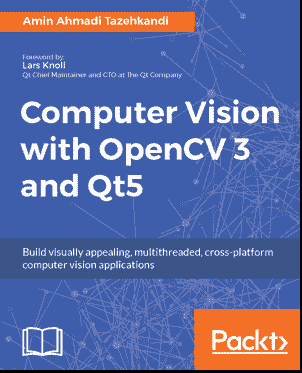 Amin Ahmadi Tazehkandi
Foreword by:
Lars Knoll
Qt Chief Maintainer and CTO at The Qt Company
Computer Vision
with OpenCV 3
and Qt5
Build visually appealing, multithreaded, cross-platform
computer vision applications
Packt>